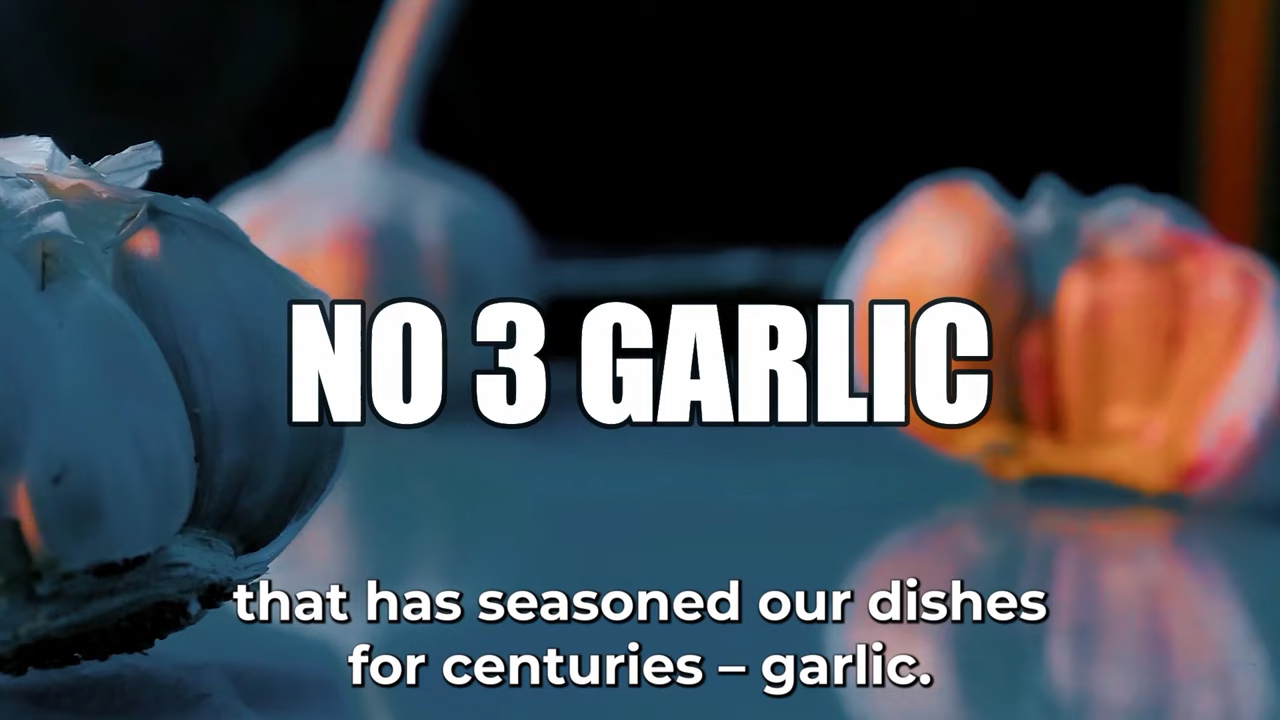 NO 3 GARLIC
that has seasoned our dishes
for centuries – garlic.